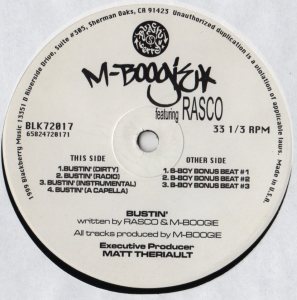 1999 Blackberry Music 13351 D Riverside Drive, Suite #305, Sherman Oaks, CA 91423 Unauthorized duplication is a violation of applicable laws. Made in U.S.A.
M-BOOGIE
featuring RASCO
BLK72017
65024720171
33 1/3 RPM
THIS SIDE
1.BUSTIN' (DIRTY)
2. BUSTIN' (RADIO)
3. BUSTIN' (INSTRUMENTAL)
4. BUSTIN' (A CAPELLA)
OTHER SIDE
1. B-BOY BONUS BEAT #1
2. B-BOY BONUS BEAT #2
3. B-BOY BONUS BEAT #3
BUSTIN'
written by RASCO & M-BOOGIE
All tracks produced by M-BOOGIE
Executive Producer
MATT THERIAULT